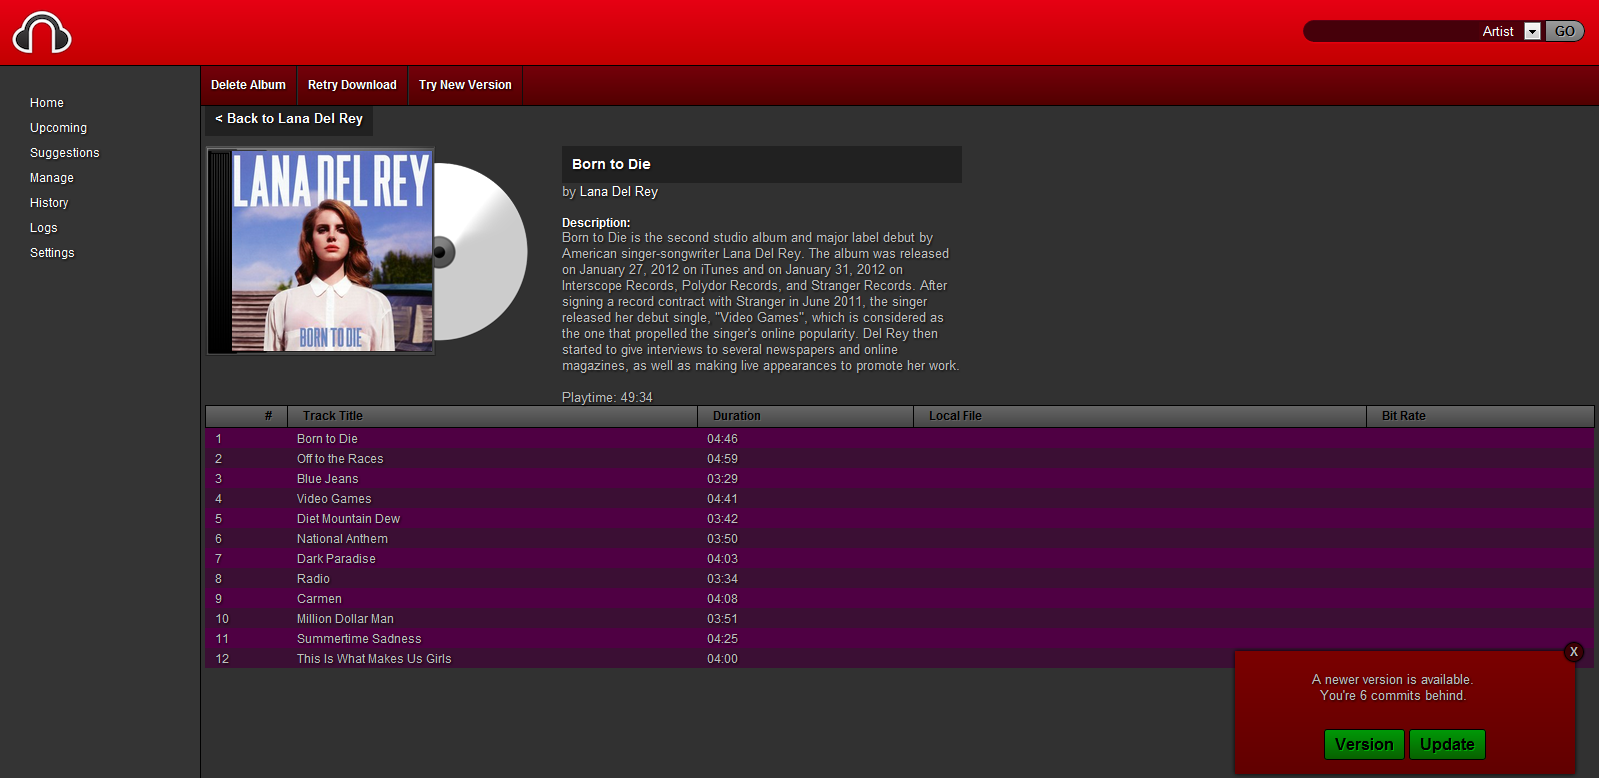 Artist GO
Home
Upcoming
Suggestions
Manage
History
Logs
Settings
Delete Album Retry Download Try New Version
< Back to Lana Del Rey
LANA DEL REY
BORN TO DIE
Born to Die
by Lana Del Rey
Description:
Born to Die is the second studio album and major label debut by
American singer-songwriter Lana Del Rey. The album was released
on January 27, 2012 on iTunes and on January 31, 2012 on
Interscope Records, Polydor Records, and Stranger Records. After
signing a record contract with Stranger in June 2011, the singer
released her debut single, "Video Games", which is considered as
the one that propelled the singer's online popularity. Del Rey then
started to give interviews to several newspapers and online
magazines, as well as making live appearances to promote her work.
Playtime: 49:34
# Track Title Duration Local File Bit Rate
1 Born to Die 04:46
2 Off to the Races 04:59
3 Blue Jeans 03:29
4 Video Games 04:41
5 Diet Mountain Dew 03:42
6 National Anthem 03:50
7 Dark Paradise 04:03
8 Radio 03:34
9 Carmen 04:08
10 Million Dollar Man 03:51
11 Summertime Sadness 04:25
12 This Is What Makes Us Girls 04:00
X
A newer version is available.
You're 6 commits behind.
Version Update